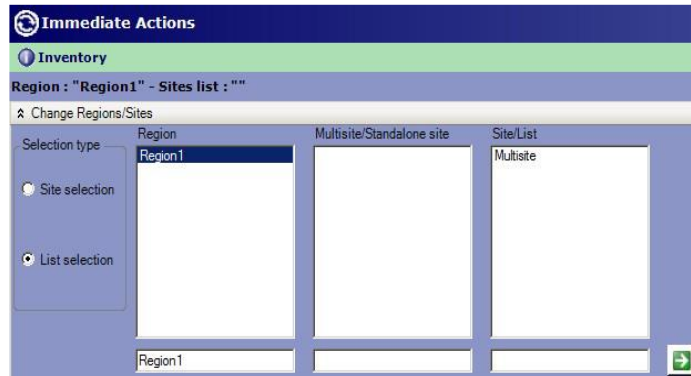 Immediate Actions
Inventory
Region : "Region1" - Sites list : ""
Change Regions/Sites
Selection type
Region
Multisite/Standalone site
Site/List
Region1
Multisite
Site selection
List selection
Region1